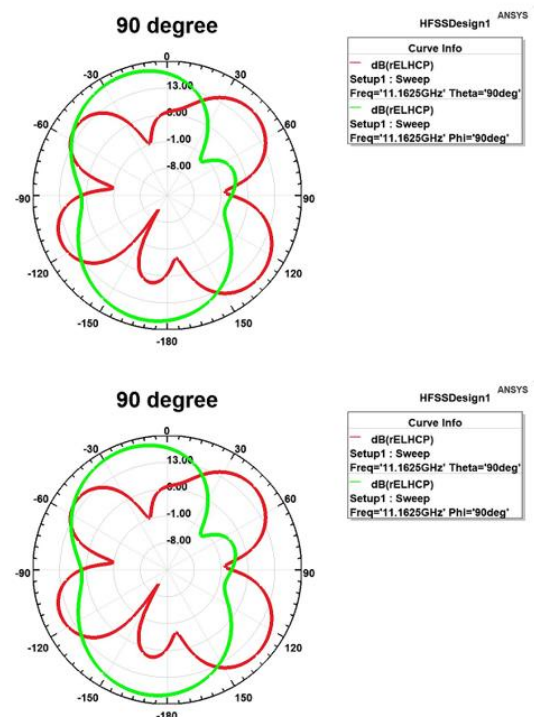 90 degree
HFSSDesign1
ANSYS
Curve Info
dB(rELHCP)
Setup1 : Sweep
Freq='11.1625GHz' Theta='90deg'
dB(rELHCP)
Setup1 : Sweep
Freq='11.1625GHz' Phi='90deg'
0
-30
30
13.00
6.00
-60
60
-1.00
-8.00
-90
90
-120
120
-150
150
-180
90 degree
HFSSDesign1
ANSYS
Curve Info
dB(rELHCP)
Setup1 : Sweep
Freq='11.1625GHz' Theta='90deg'
dB(rELHCP)
Setup1 : Sweep
Freq='11.1625GHz' Phi='90deg'
0
-30
30
13.00
6.00
-60
60
-1.00
-8.00
-90
90
-120
120
-150
150
-180